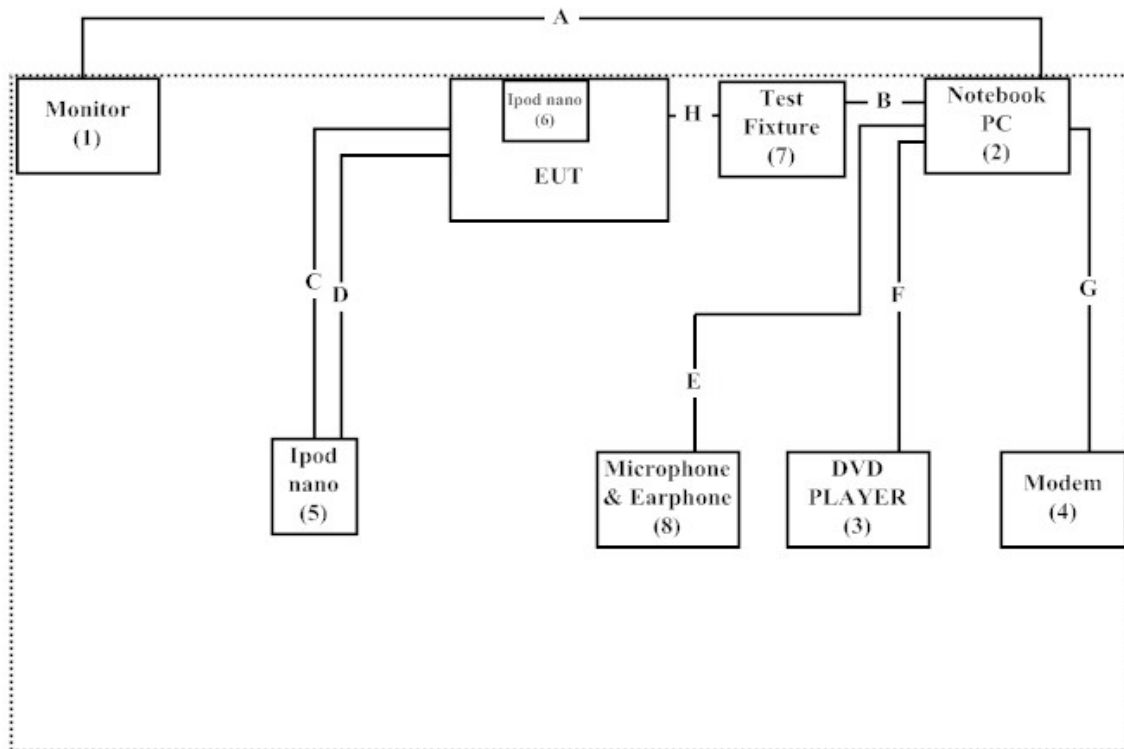 A
Monitor
(1)
Ipod nano
(6)
EUT
H
Test
Fixture
(7)
B
Notebook
PC
(2)
C
D
E
F
G
Ipod
nano
(5)
Microphone
& Earphone
(8)
DVD
PLAYER
(3)
Modem
(4)